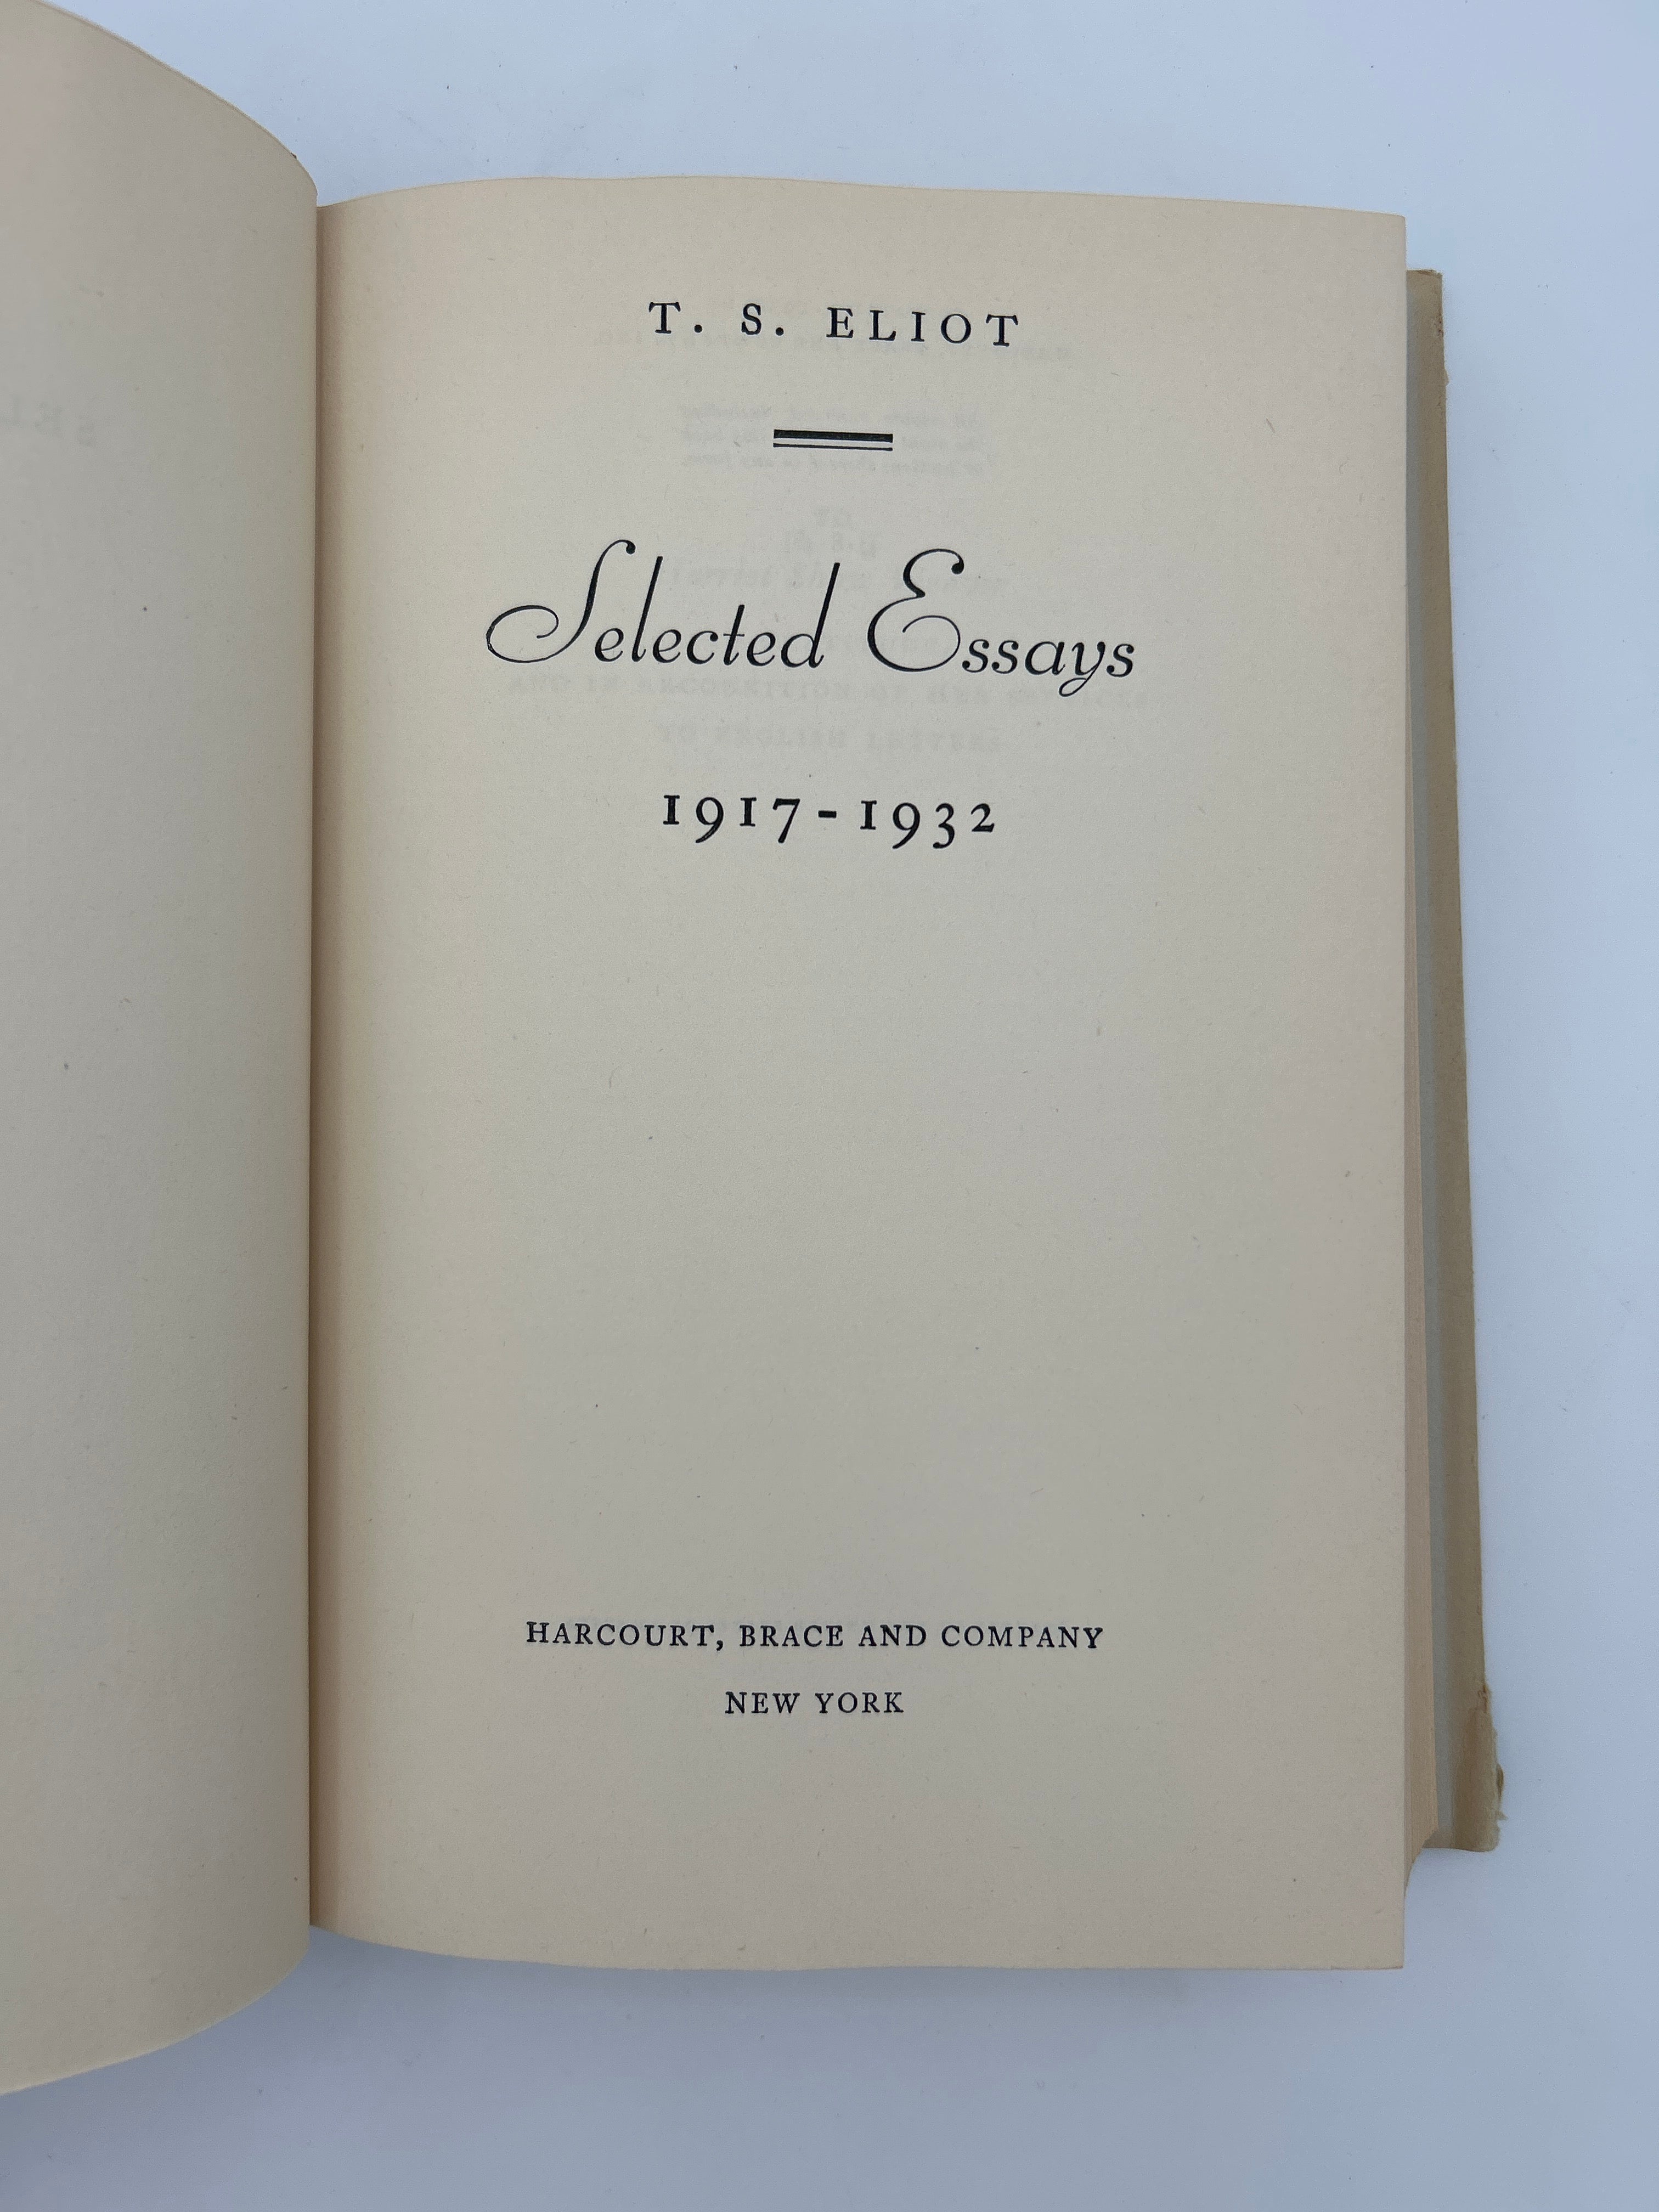 T. S. ELIOT
Selected Essays
1917-1932
HARCOURT, BRACE AND COMPANY
NEW YORK